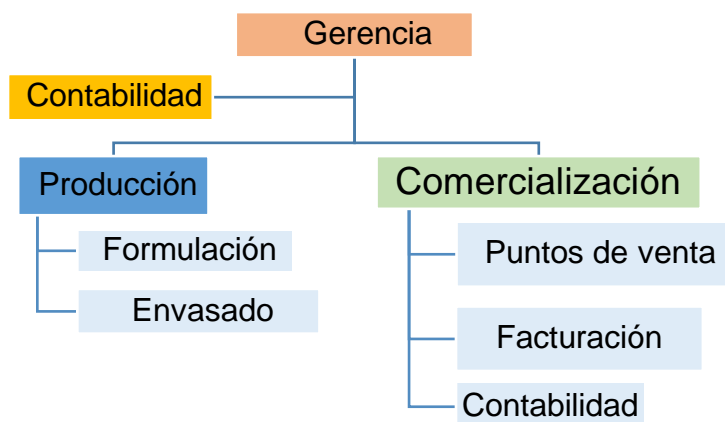 Gerencia
Contabilidad
Producción
Comercialización
Formulación
Puntos de venta
Envasado
Facturación
Contabilidad